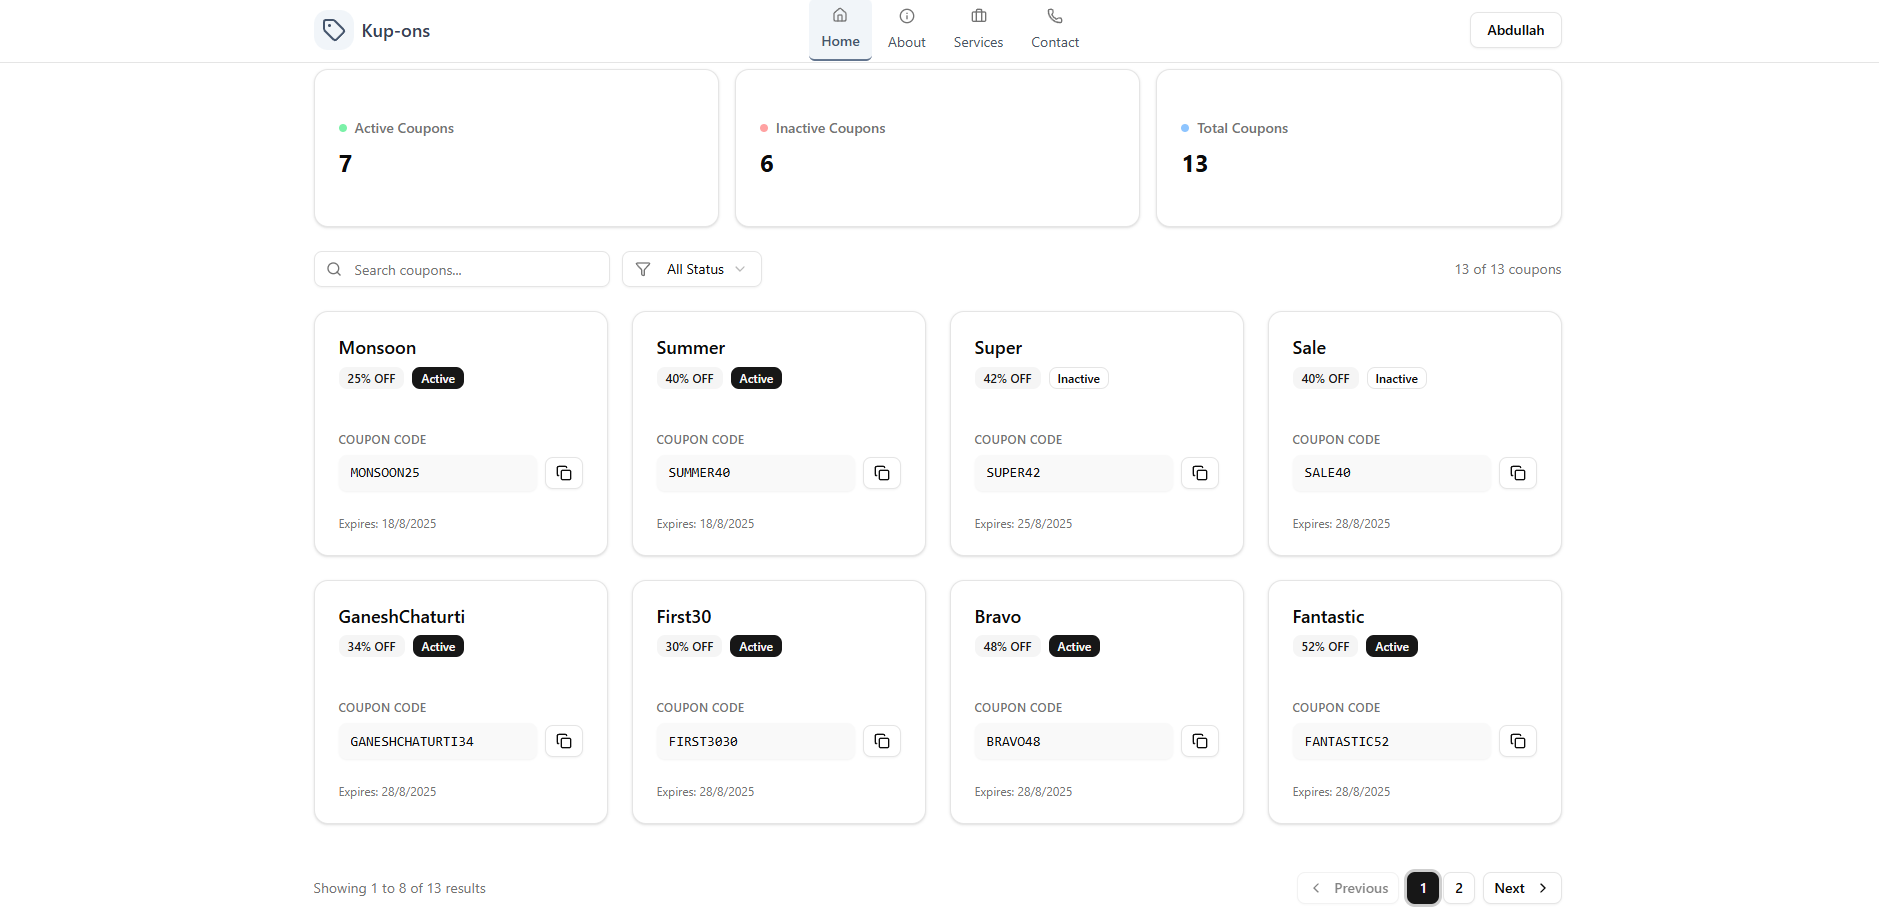 Kup-ons
Home
About
Services
Contact
Abdullah
Active Coupons
7
Inactive Coupons
6
Total Coupons
13
Search coupons...
All Status
13 of 13 coupons
Monsoon
25% OFF
Active
COUPON CODE
MONSOON25
Expires: 18/8/2025
Summer
40% OFF
Active
COUPON CODE
SUMMER40
Expires: 18/8/2025
Super
42% OFF
Inactive
COUPON CODE
SUPER42
Expires: 25/8/2025
Sale
40% OFF
Inactive
COUPON CODE
SALE40
Expires: 28/8/2025
GaneshChaturti
34% OFF
Active
COUPON CODE
GANESHCHATURTI34
Expires: 28/8/2025
First30
30% OFF
Active
COUPON CODE
FIRST3030
Expires: 28/8/2025
Bravo
48% OFF
Active
COUPON CODE
BRAVO48
Expires: 28/8/2025
Fantastic
52% OFF
Active
COUPON CODE
FANTASTIC52
Expires: 28/8/2025
Showing 1 to 8 of 13 results
Previous
1
2
Next